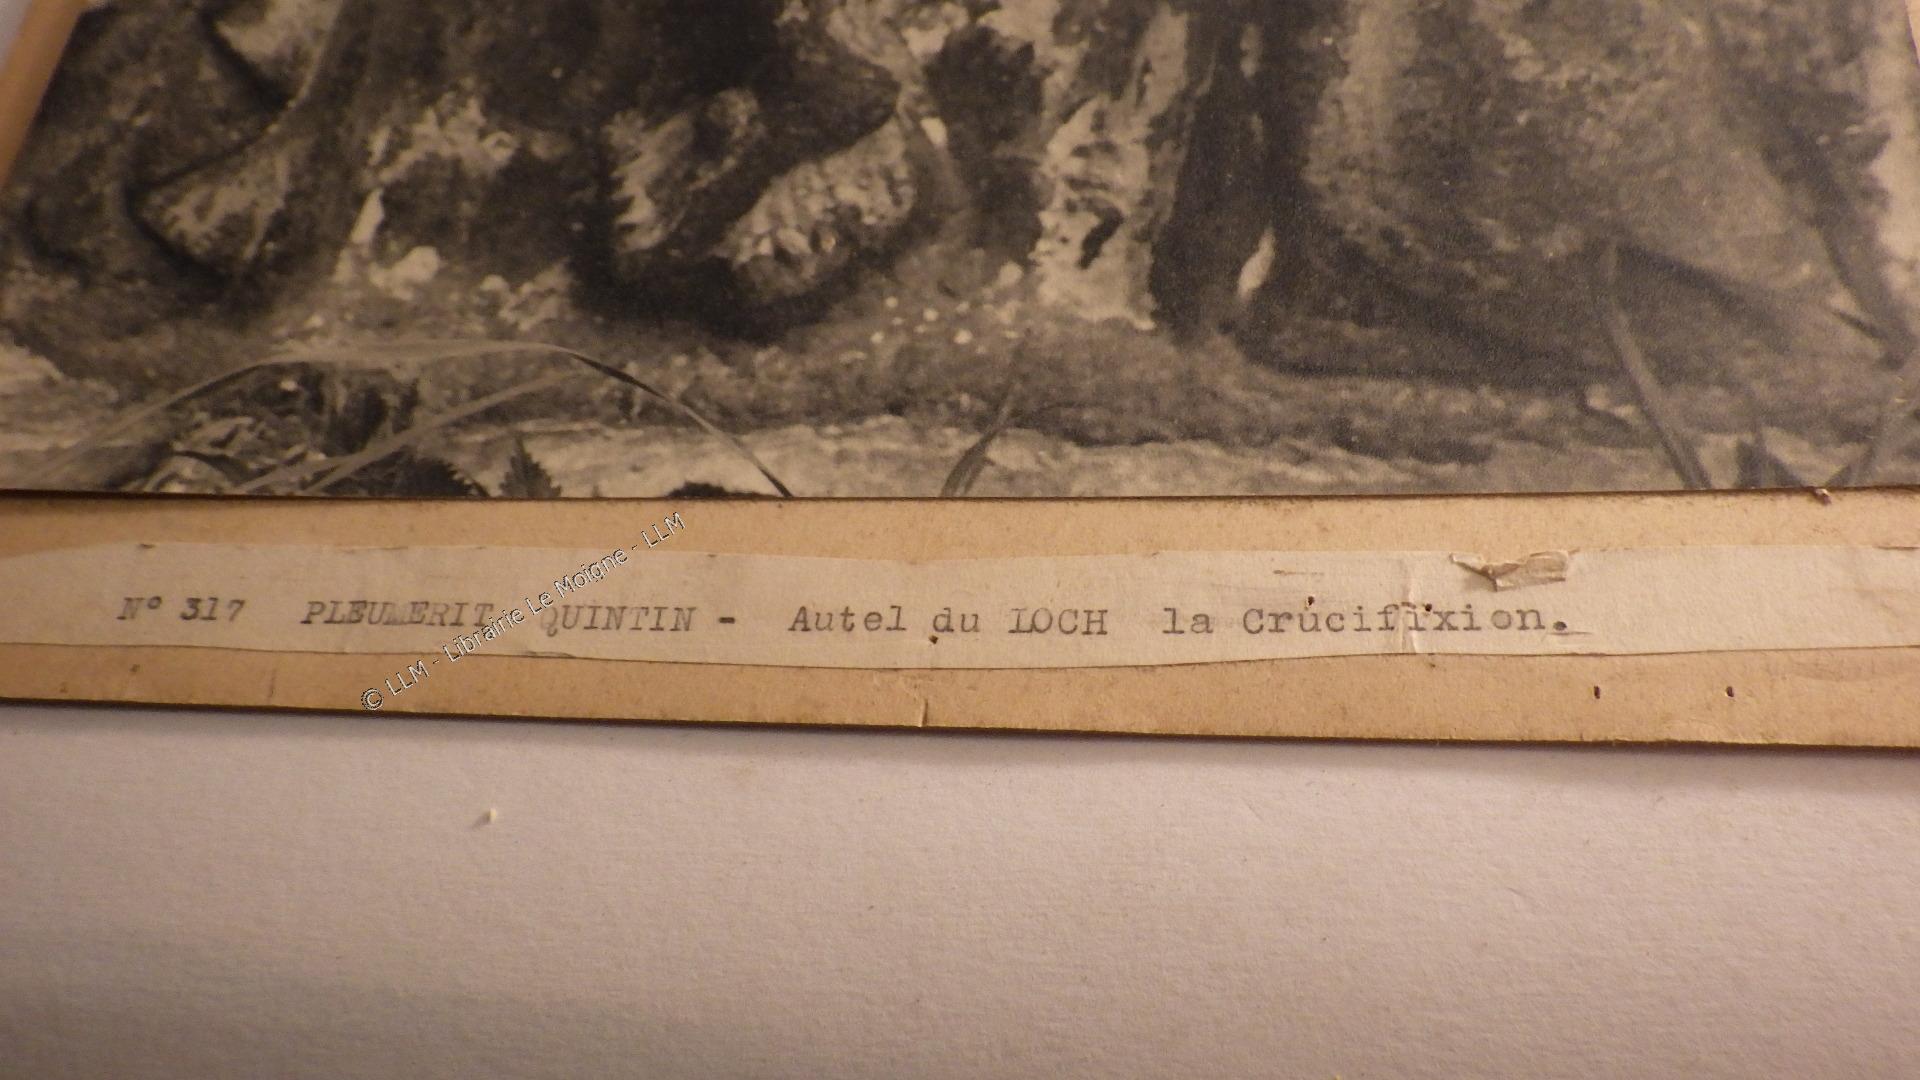 N° 317 PLEUMERIT QUINTIN - Autel du LOCH la Crucifixion.
© LLM - Librairie Le Moigne - LLM